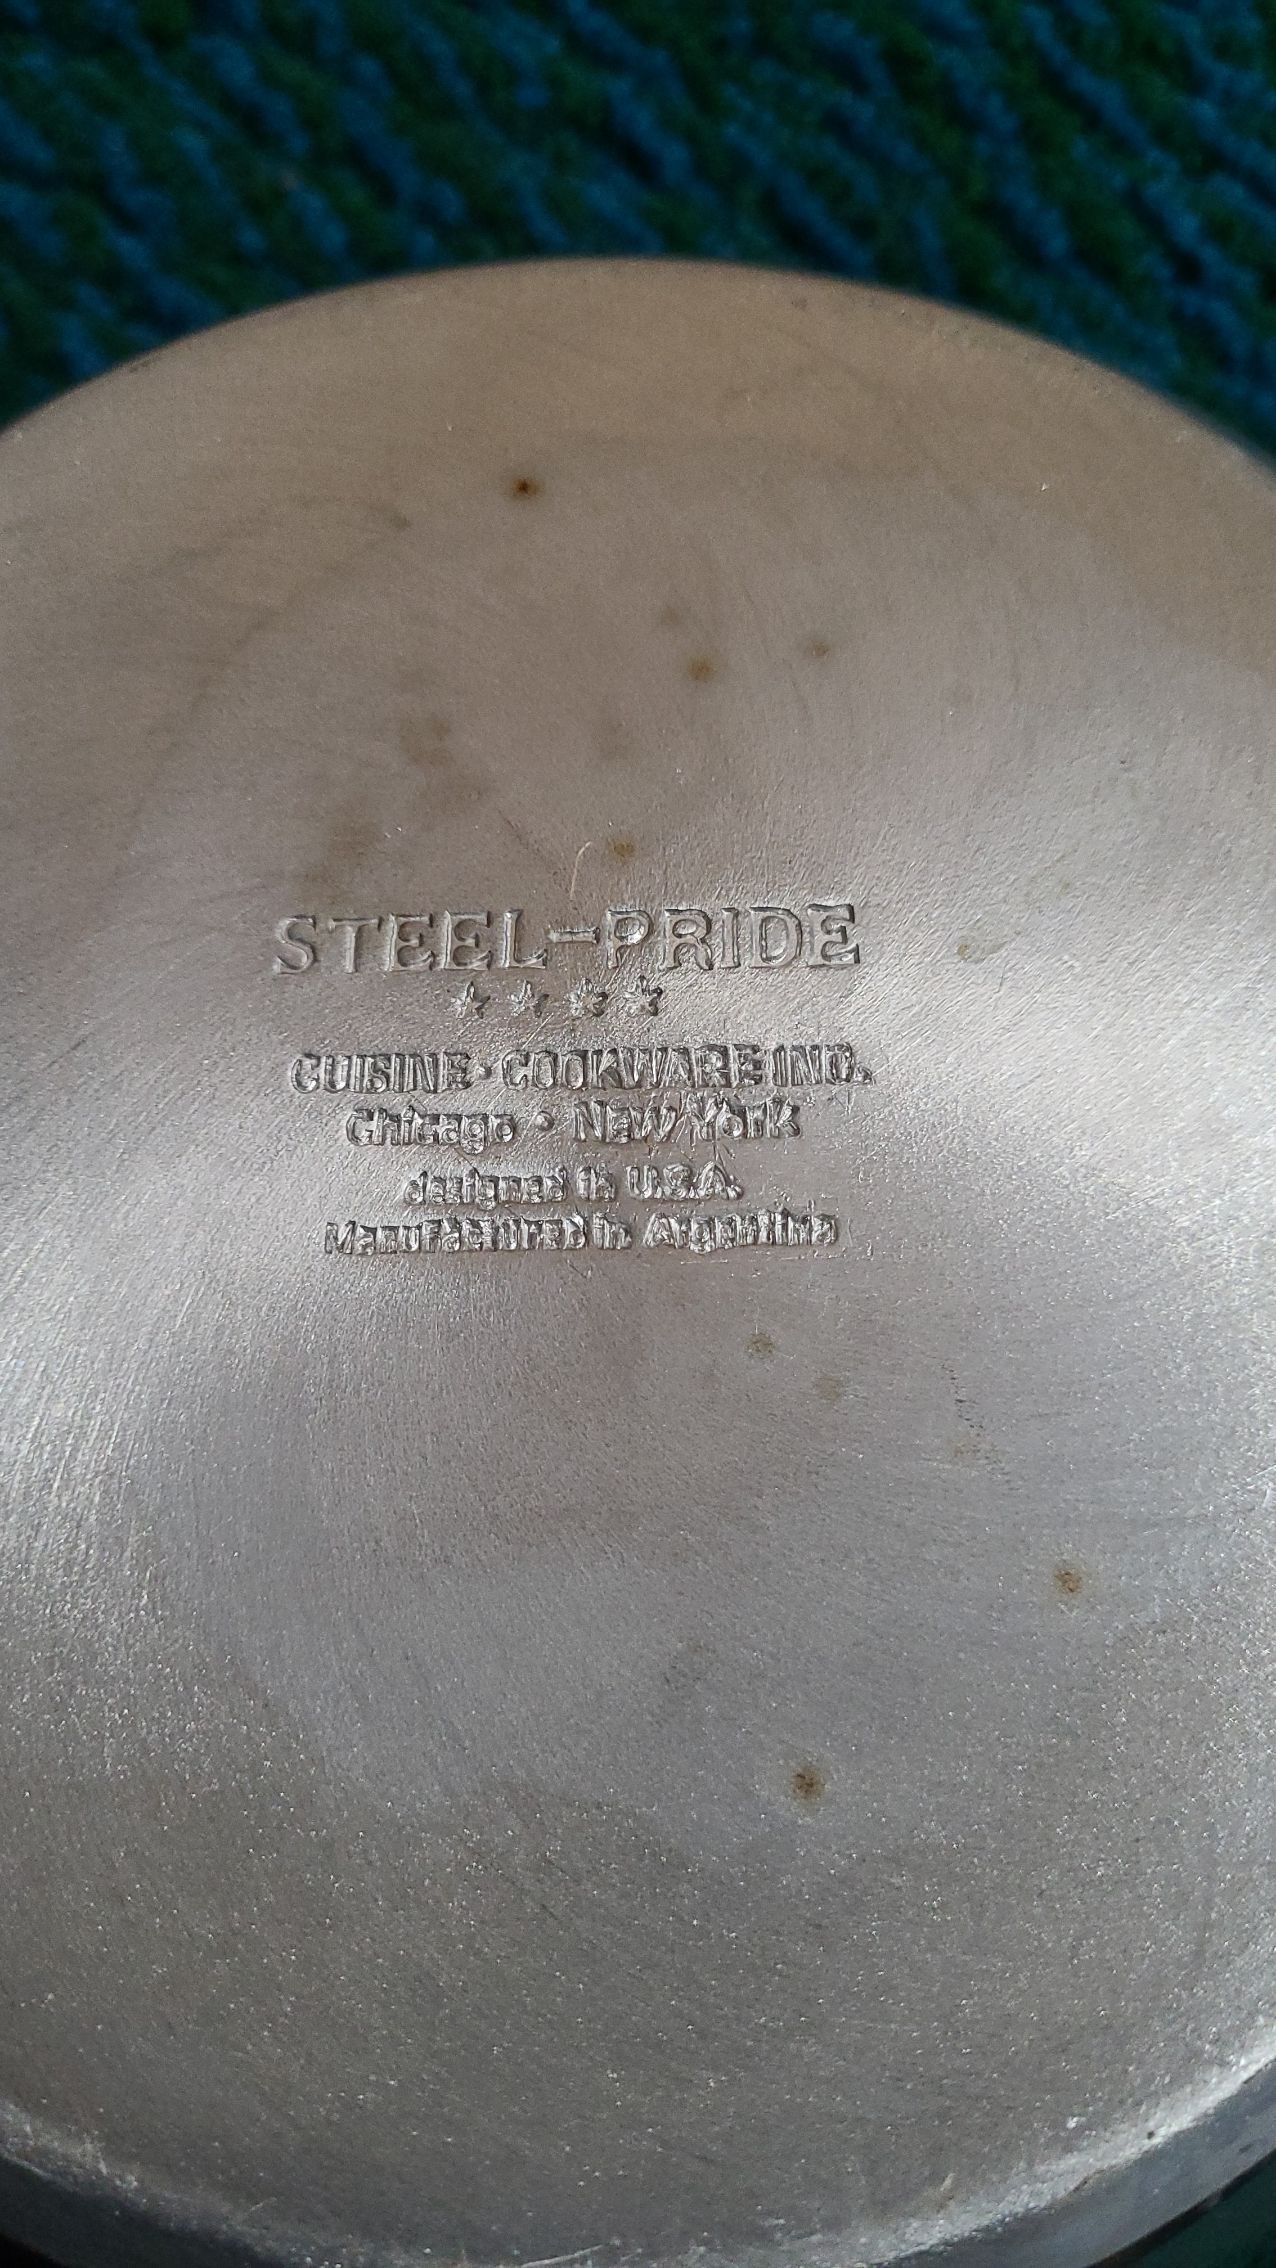 STEEL-PRIDE
★ ★ ★ ★
CUISINE·COOKWARE INC.
Chicago · New York
designed in U.S.A.
Manufactured in Argentina